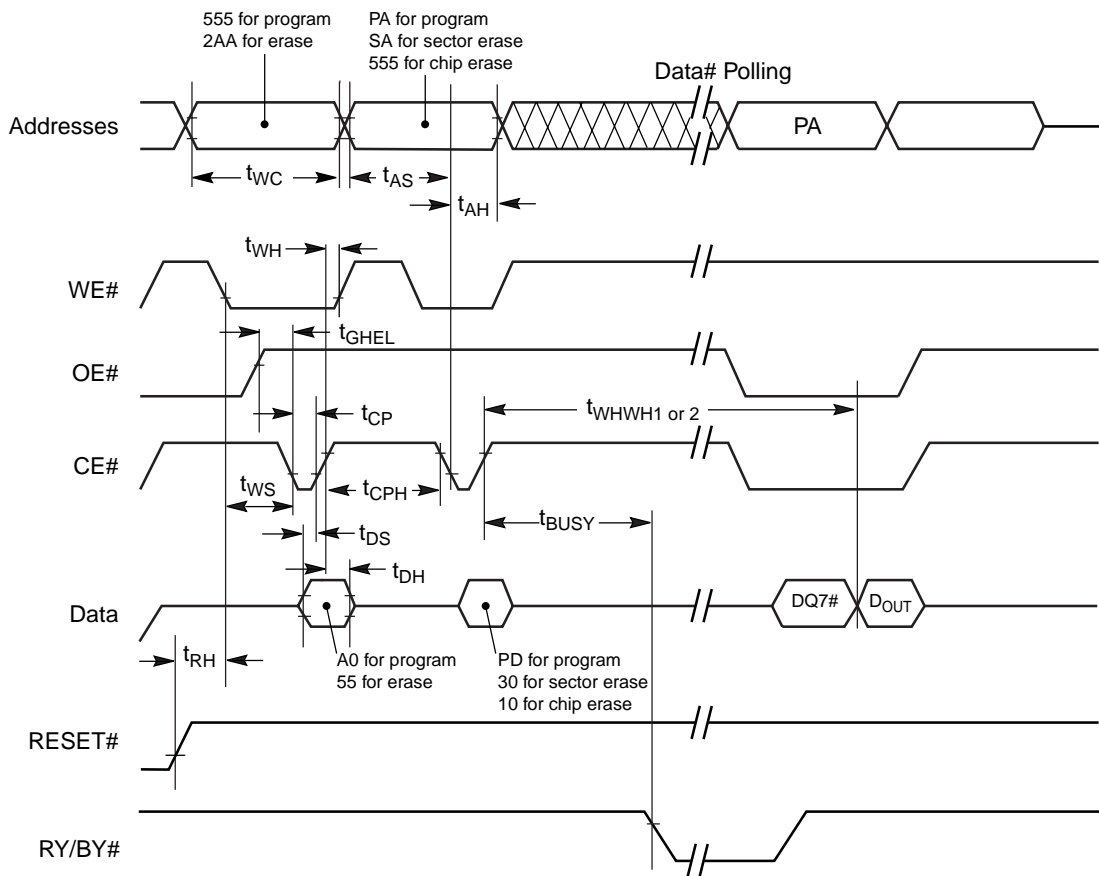 555 for program
2AA for erase
PA for program
SA for sector erase
555 for chip erase
Data# Polling
Addresses
PA
tWC
tAS
tAH
tWH
WE#
tGHEL
OE#
tWHWH1 or 2
tCP
CE#
tWS
tCPH
tBUSY
tDS
tDH
Data
DQ7#
DOUT
tRH
A0 for program
55 for erase
PD for program
30 for sector erase
10 for chip erase
RESET#
RY/BY#